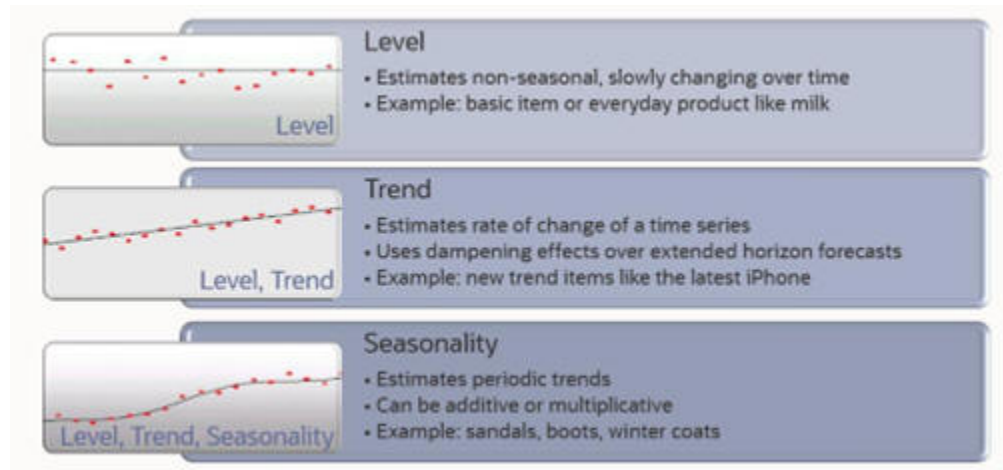 Level
• Estimates non-seasonal, slowly changing over time
• Example: basic item or everyday product like milk
Level
Trend
• Estimates rate of change of a time series
• Uses dampening effects over extended horizon forecasts
• Example: new trend items like the latest iPhone
Level, Trend
Seasonality
• Estimates periodic trends
• Can be additive or multiplicative
• Example: sandals, boots, winter coats
Level, Trend, Seasonality